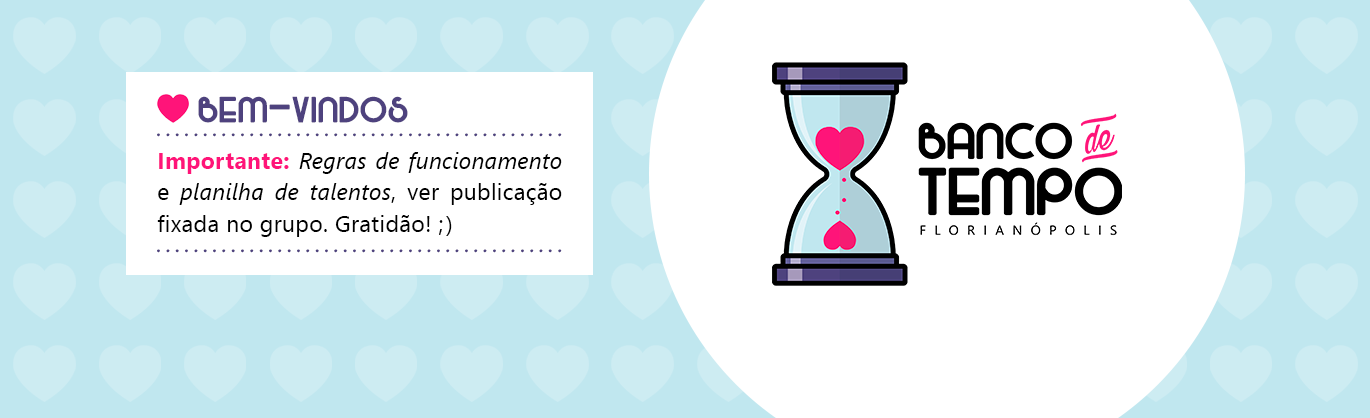 BEM-VINDOS
Importante: Regras de funcionamento
e planilha de talentos, ver publicação
fixada no grupo. Gratidão! ;)
BANCO de
TEMPO
FLORIANÓPOLIS